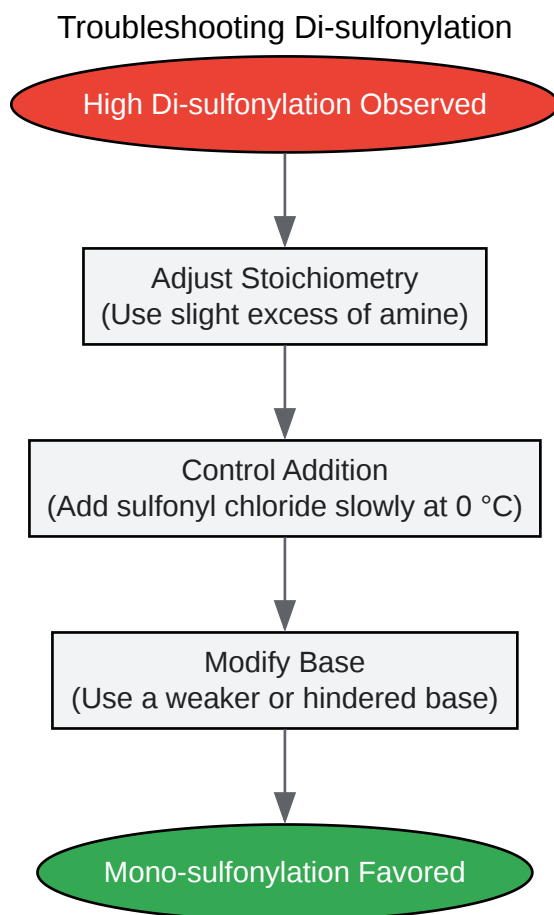 Troubleshooting Di-sulfonylation
High Di-sulfonylation Observed
Adjust Stoichiometry
(Use slight excess of amine)
Control Addition
(Add sulfonyl chloride slowly at 0 °C)
Modify Base
(Use a weaker or hindered base)
Mono-sulfonylation Favored